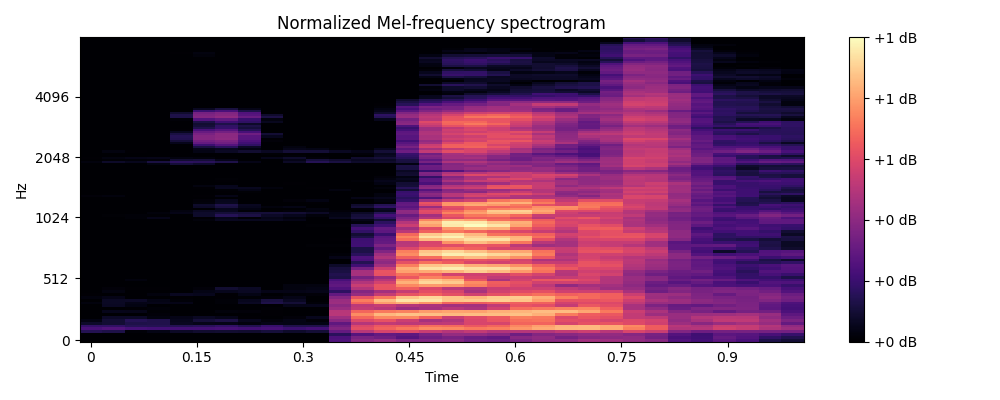 Normalized Mel-frequency spectrogram
Hz
4096
2048
1024
512
0
0 0.15 0.3 0.45 0.6 0.75 0.9
Time
+1 dB
+1 dB
+1 dB
+0 dB
+0 dB
+0 dB